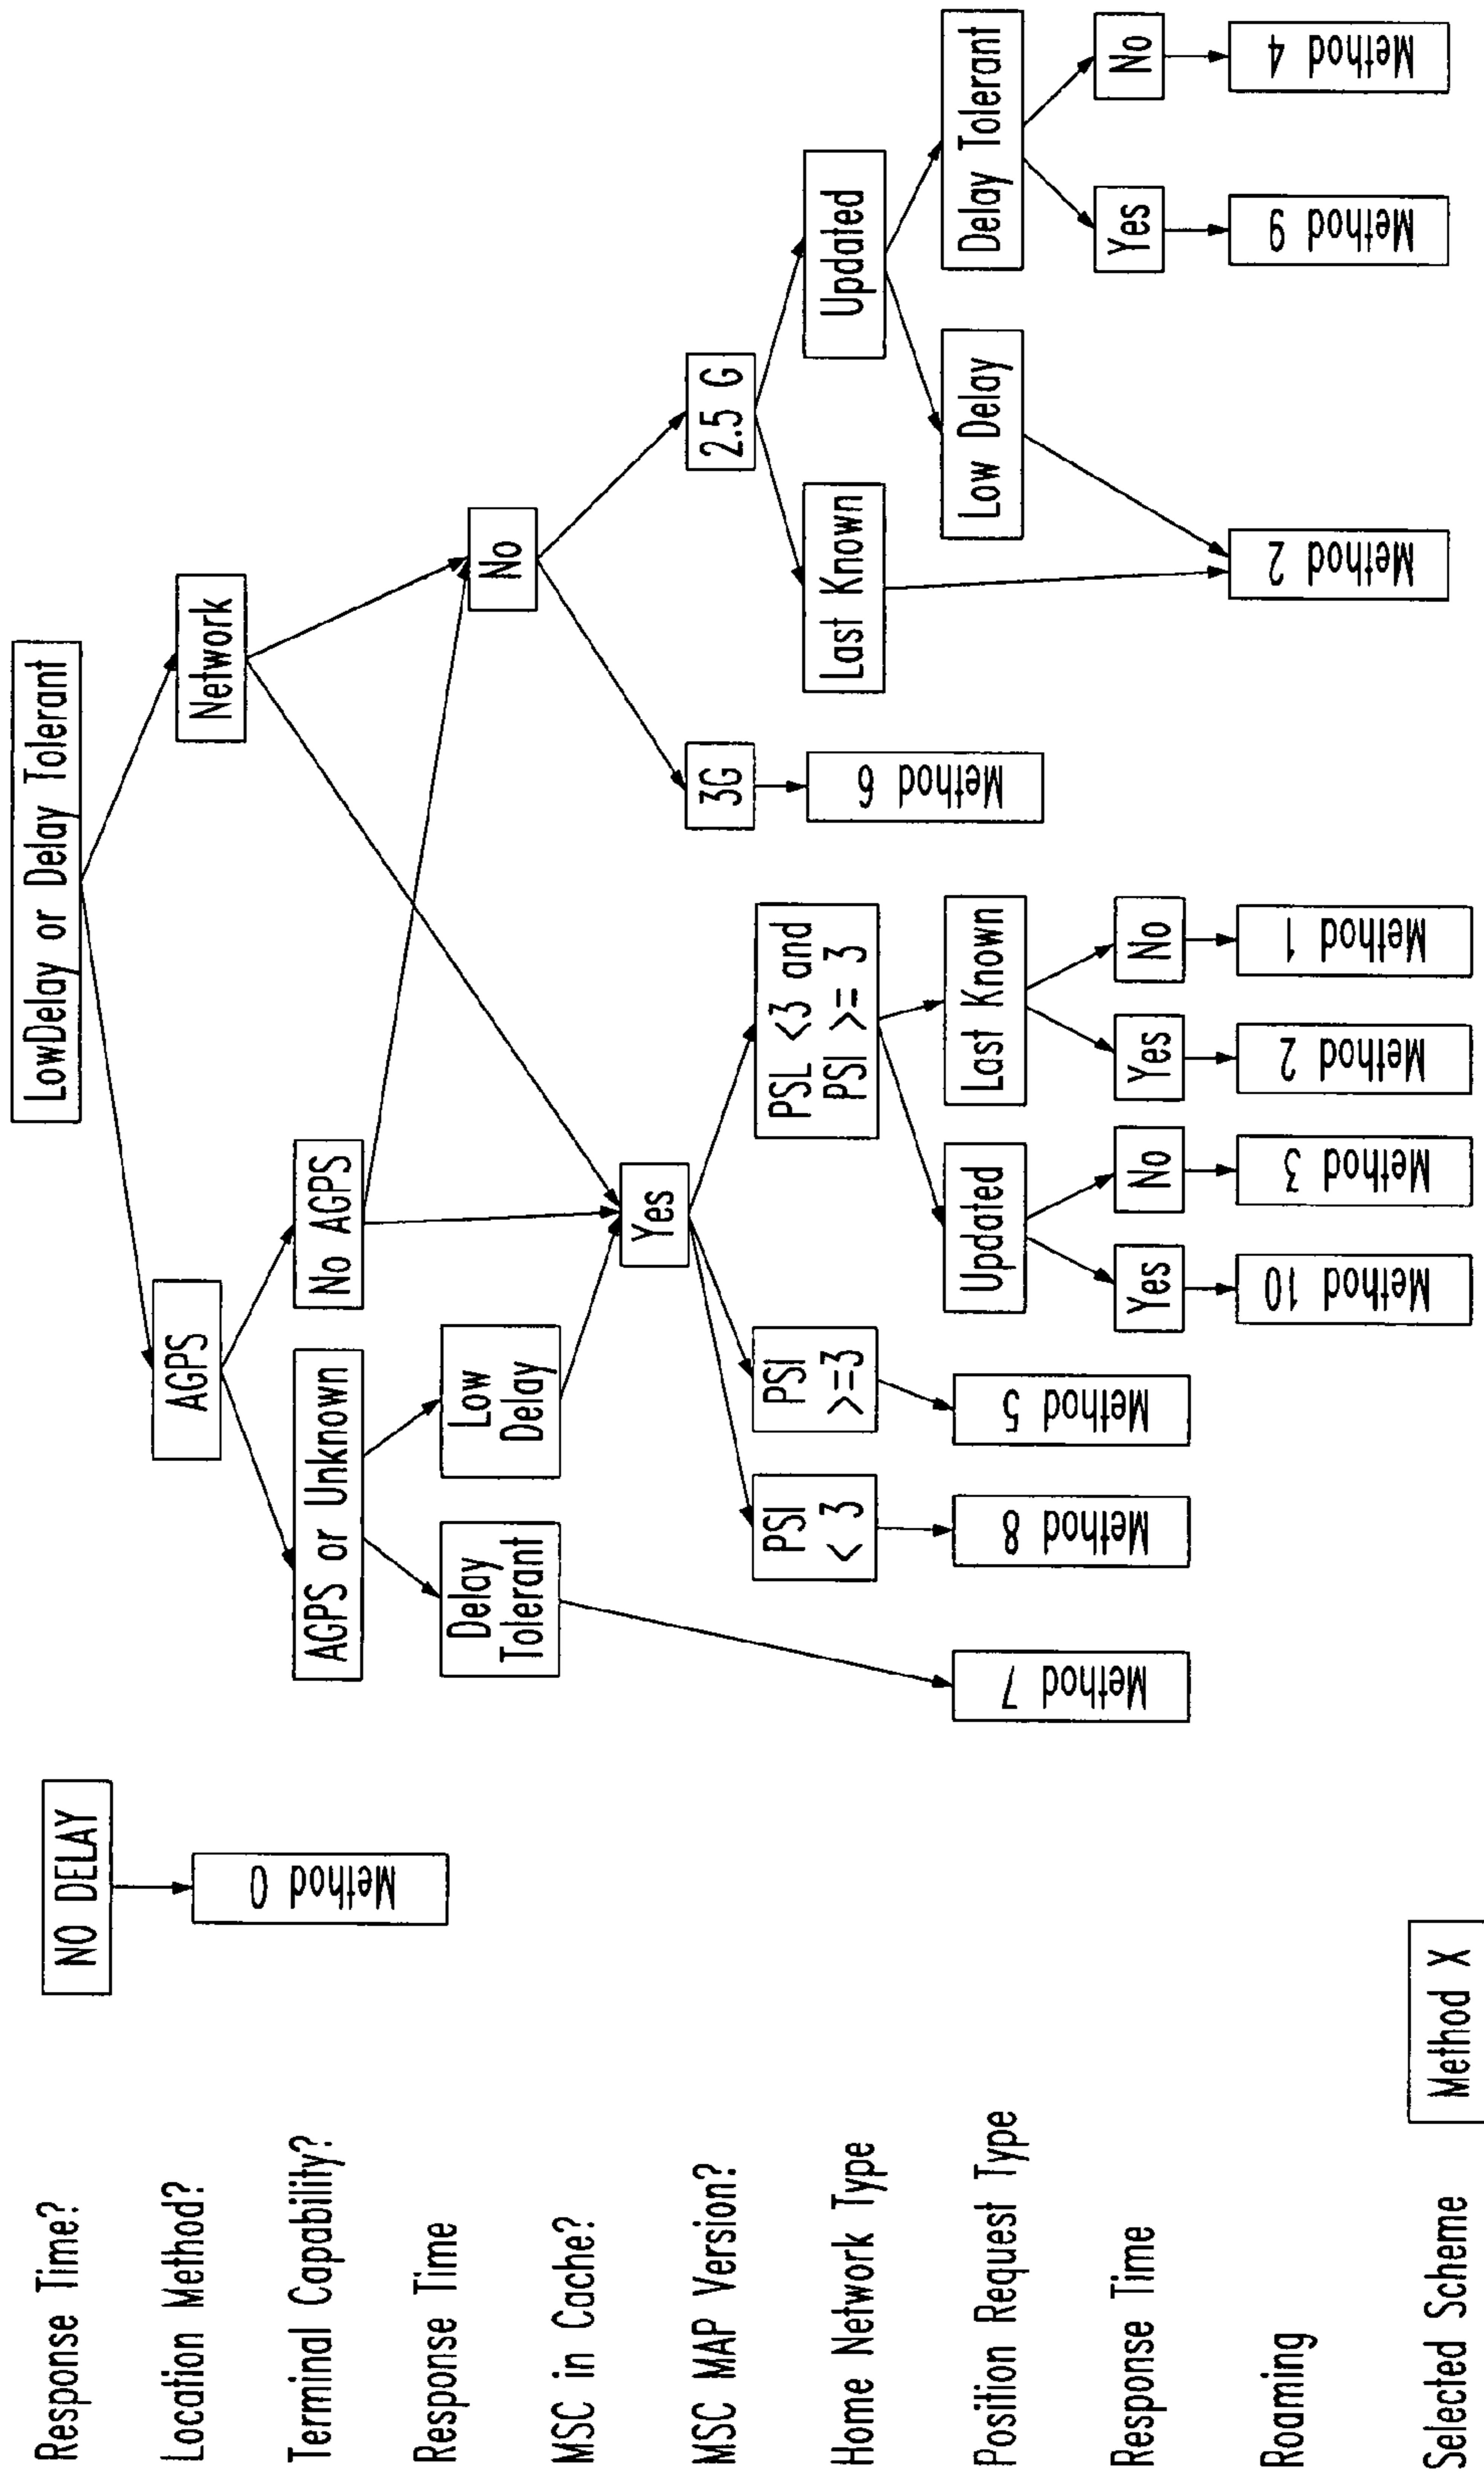 Response Time?
Location Method?
Terminal Capability?
Response Time
MSC in Cache?
MSC MAP Version?
Home Network Type
Position Request Type
Response Time
Roaming
Selected Scheme
Method X
NO DELAY
Method 0
LowDelay or Delay Tolerant
AGPS
Network
AGPS or Unknown
No AGPS
Delay
Tolerant
Low
Delay
Yes
No
PSI
< 3
PSI
>=3
PSL <3 and
PSI >= 3
3G
2.5 G
Method 7
Method 8
Method 5
Method 6
Updated
Last Known
Last Known
Updated
Low Delay
Delay Tolerant
Yes
No
Yes
No
Yes
No
Method 10
Method 3
Method 2
Method 1
Method 2
Method 9
Method 4